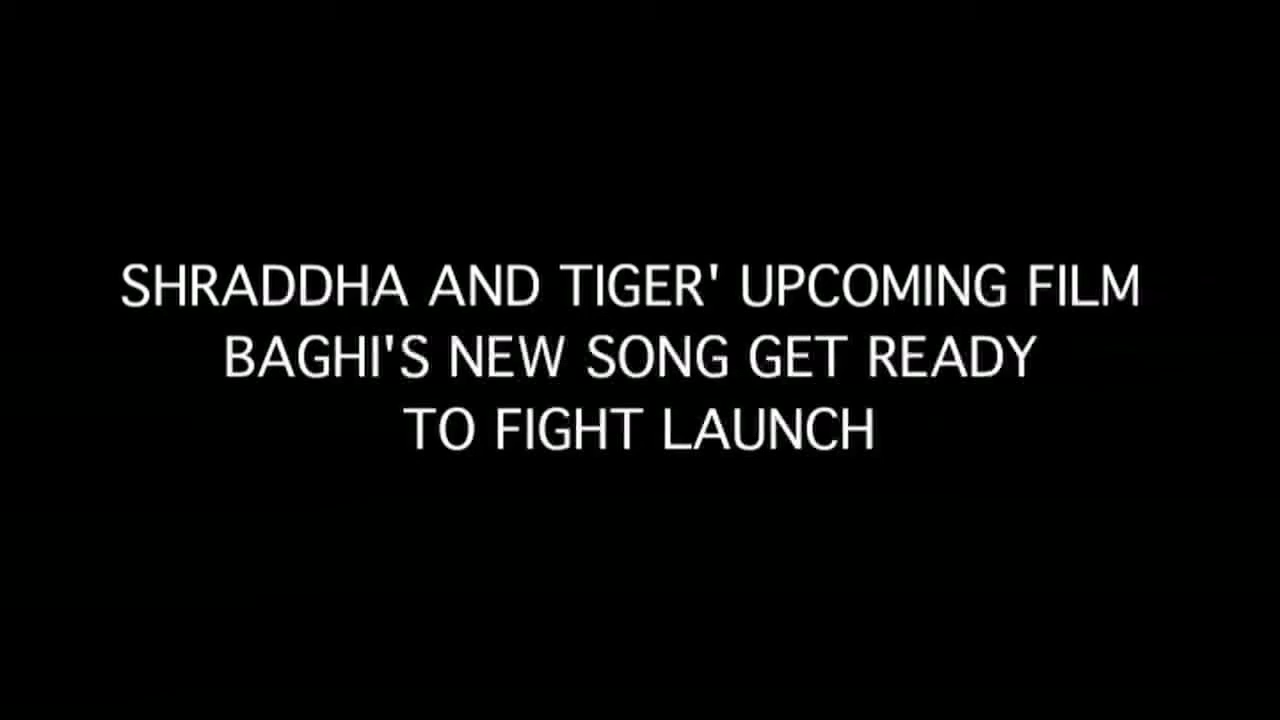 SHRADDHA AND TIGER' UPCOMING FILM
BAGHI'S NEW SONG GET READY
TO FIGHT LAUNCH